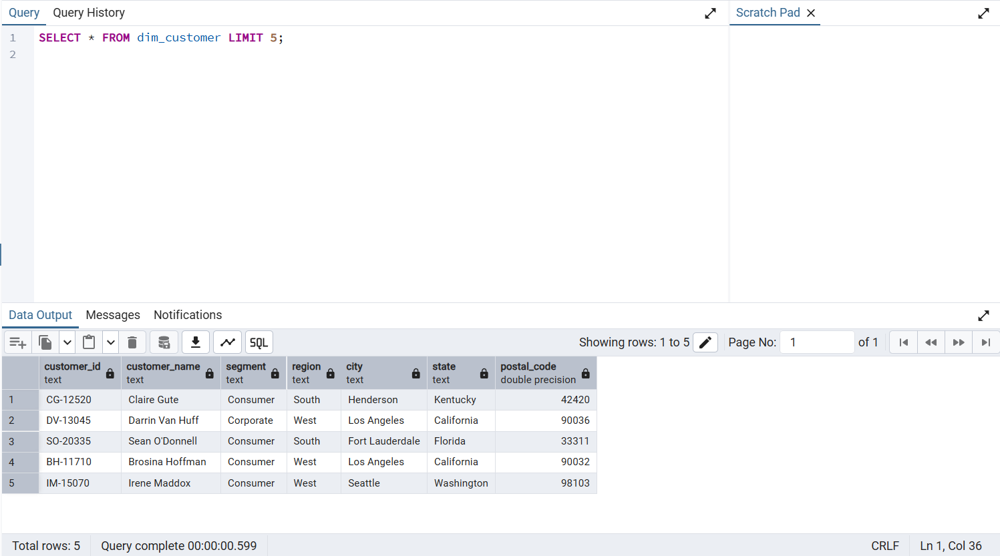 Query Query History Scratch Pad
1 SELECT * FROM dim_customer LIMIT 5;
2
Data Output Messages Notifications
SQL Showing rows: 1 to 5 Page No: 1 of 1
customer_id customer_name segment region city state postal_code
text text text text text text double precision
1 CG-12520 Claire Gute Consumer South Henderson Kentucky 42420
2 DV-13045 Darrin Van Huff Corporate West Los Angeles California 90036
3 SO-20335 Sean O'Donnell Consumer South Fort Lauderdale Florida 33311
4 BH-11710 Brosina Hoffman Consumer West Los Angeles California 90032
5 IM-15070 Irene Maddox Consumer West Seattle Washington 98103
Total rows: 5 Query complete 00:00:00.599 CRLF Ln 1, Col 36